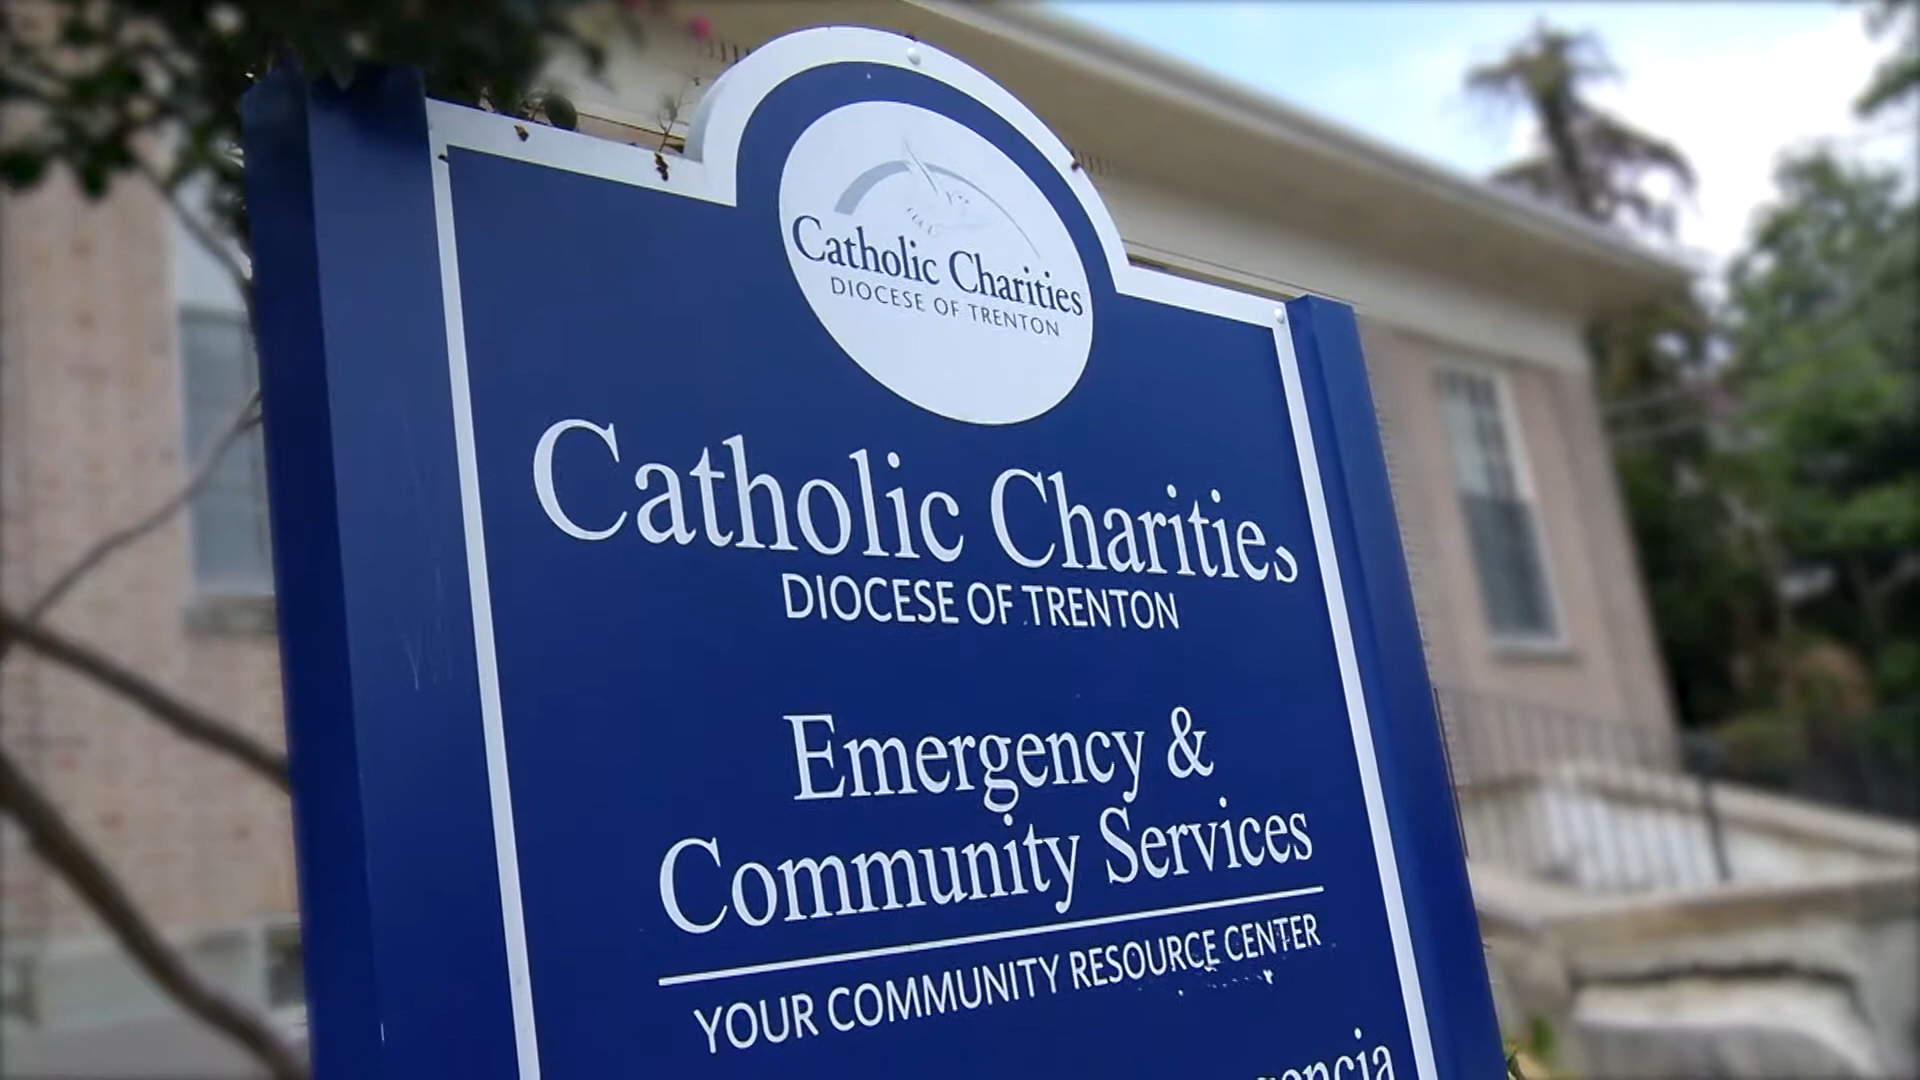 Catholic Charities
DIOCESE OF TRENTON
Catholic Charities
DIOCESE OF TRENTON
Emergency &
Community Services
YOUR COMMUNITY RESOURCE CENTER